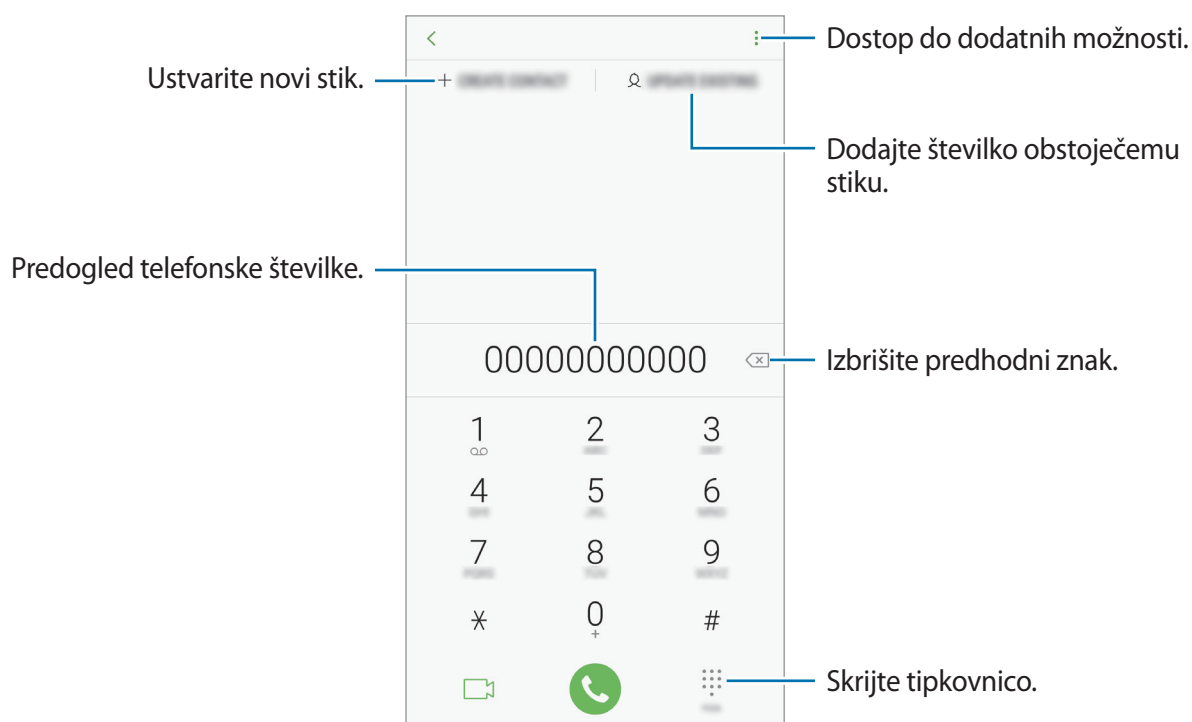 Dostop do dodatnih možnosti.
Ustvarite novi stik.
Dodajte številko obstoječemu
stiku.
Predogled telefonske številke.
00000000000
Izbrišite predhodni znak.
1 2 3
4 5 6
7 8 9
* 0 #
+
Skrijte tipkovnico.